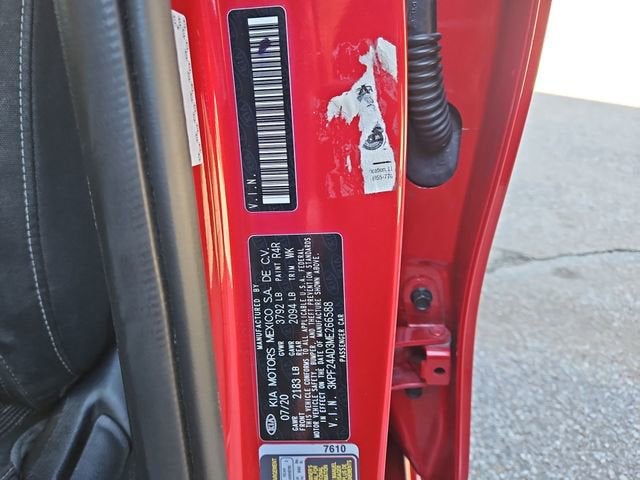 V.I.N.
KIA
MANUFACTURED BY
KIA MOTORS MEXICO S.A. DE C.V.
07/20 GVWR 3792 LB PAINT R4R
GAWR FRONT 2183 LB GAWR REAR 2094 LB TRIM WK
THIS VEHICLE CONFORMS TO ALL APPLICABLE U.S.A. FEDERAL
MOTOR VEHICLE SAFETY, BUMPER, AND THEFT PREVENTION STANDARDS
IN EFFECT ON THE DATE OF MANUFACTURE SHOWN ABOVE.
V.I.N. 3KPF24AD3ME266588
PASSENGER CAR
7610